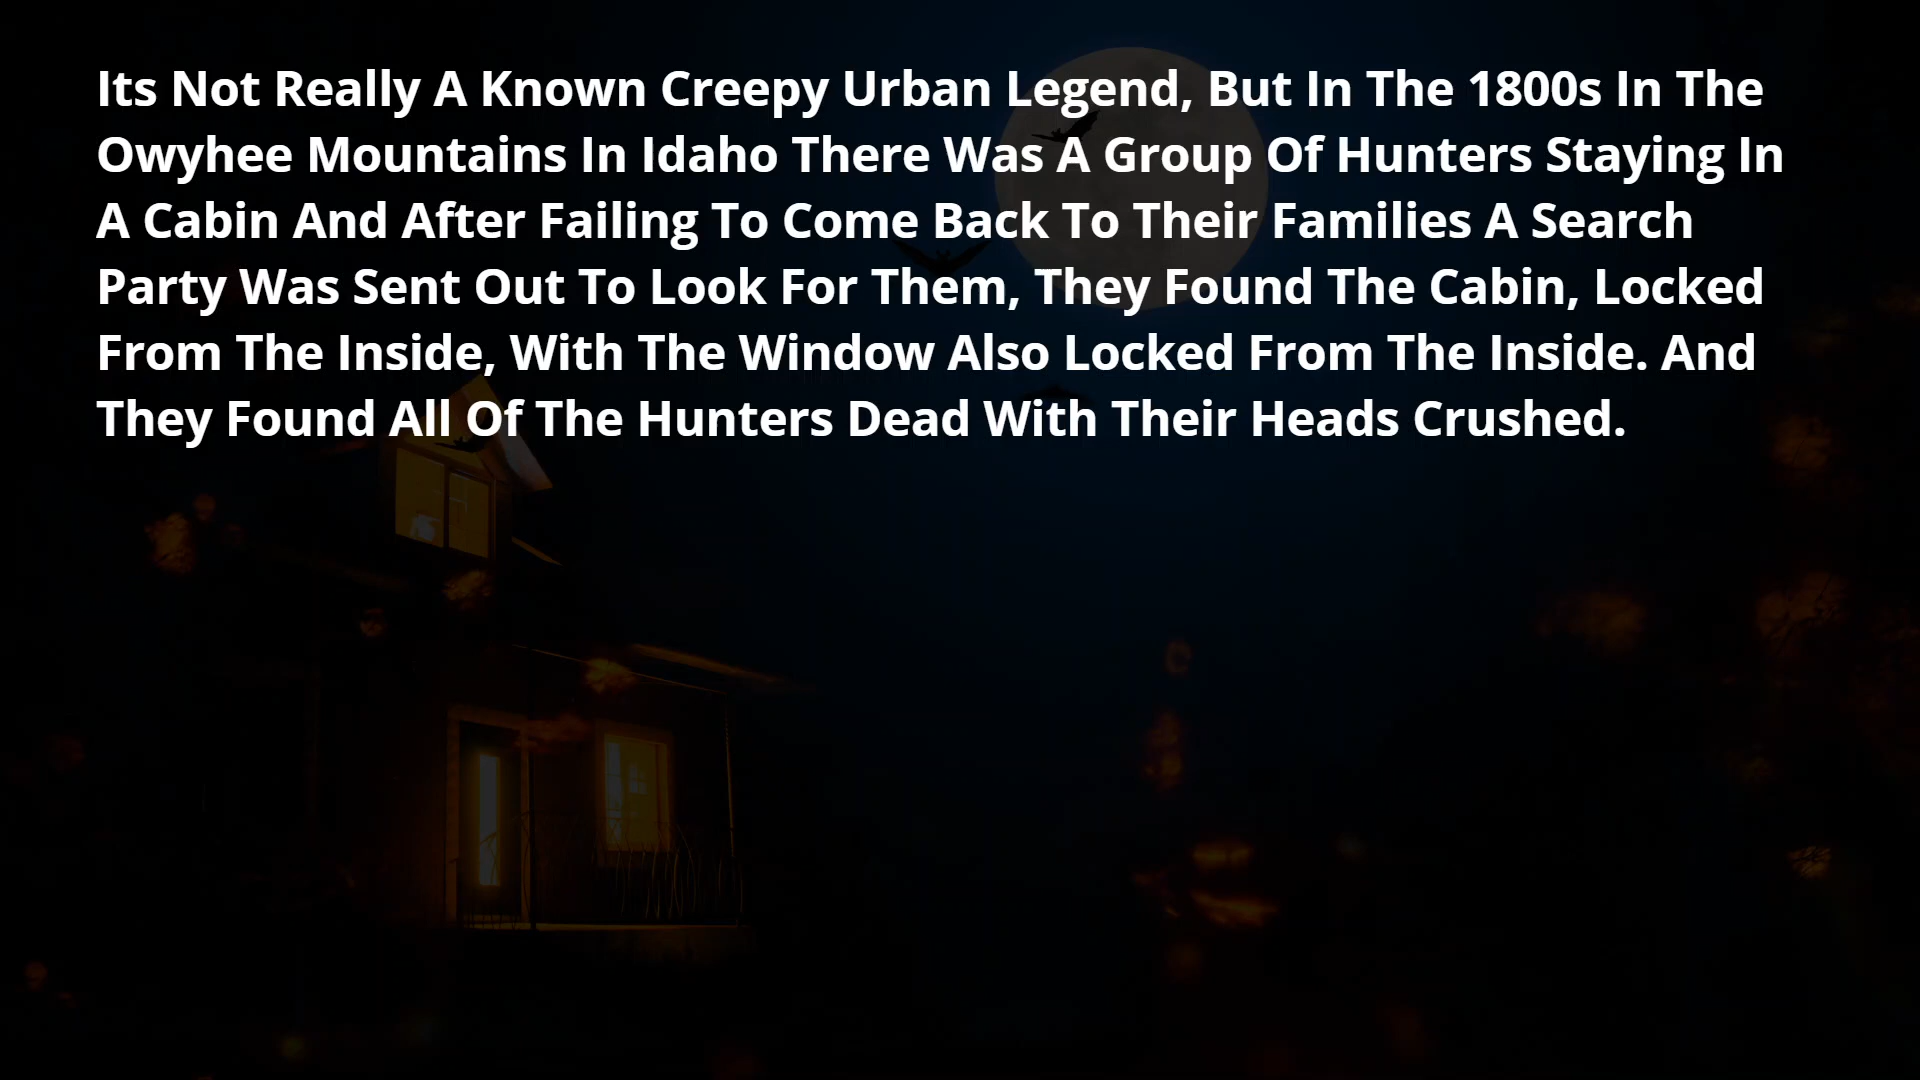 Its Not Really A Known Creepy Urban Legend, But In The 1800s In The
Owyhee Mountains In Idaho There Was A Group Of Hunters Staying In
A Cabin And After Failing To Come Back To Their Families A Search
Party Was Sent Out To Look For Them, They Found The Cabin, Locked
From The Inside, With The Window Also Locked From The Inside. And
They Found All Of The Hunters Dead With Their Heads Crushed.